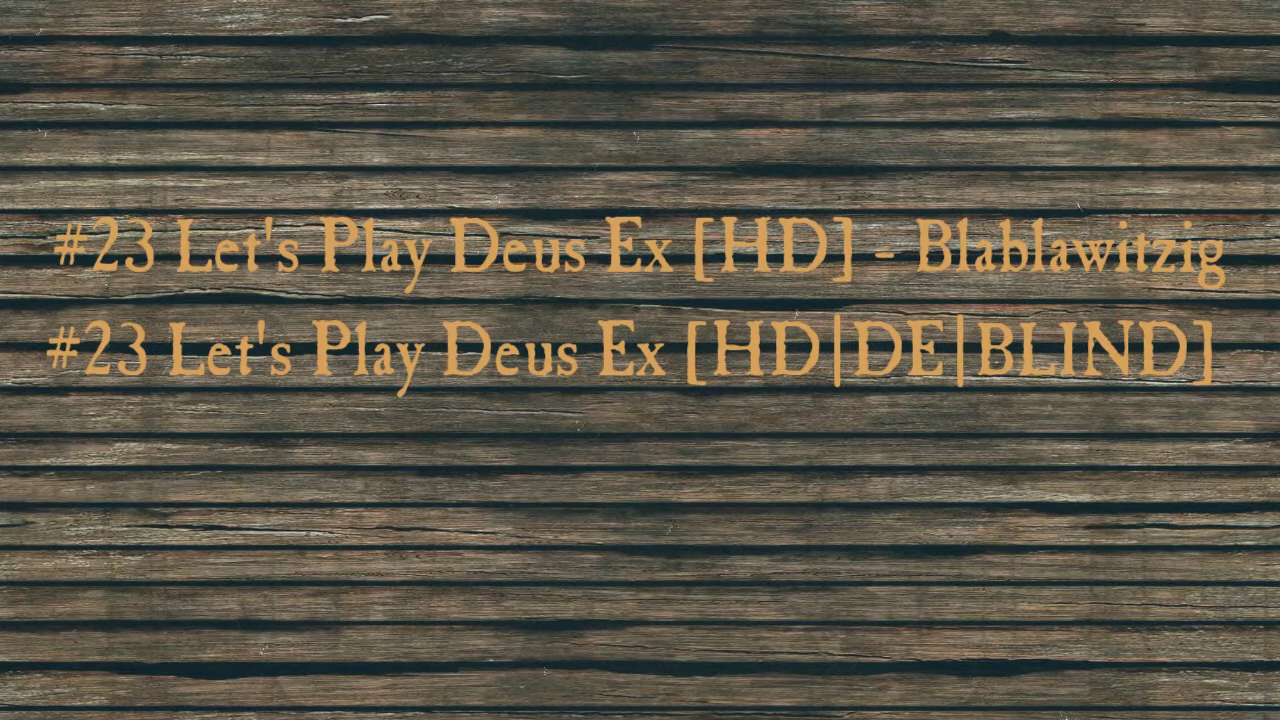 #23 Let's Play Deus Ex [HD] - Blablawitzig
#23 Let's Play Deus Ex [HD|DE|BLIND]